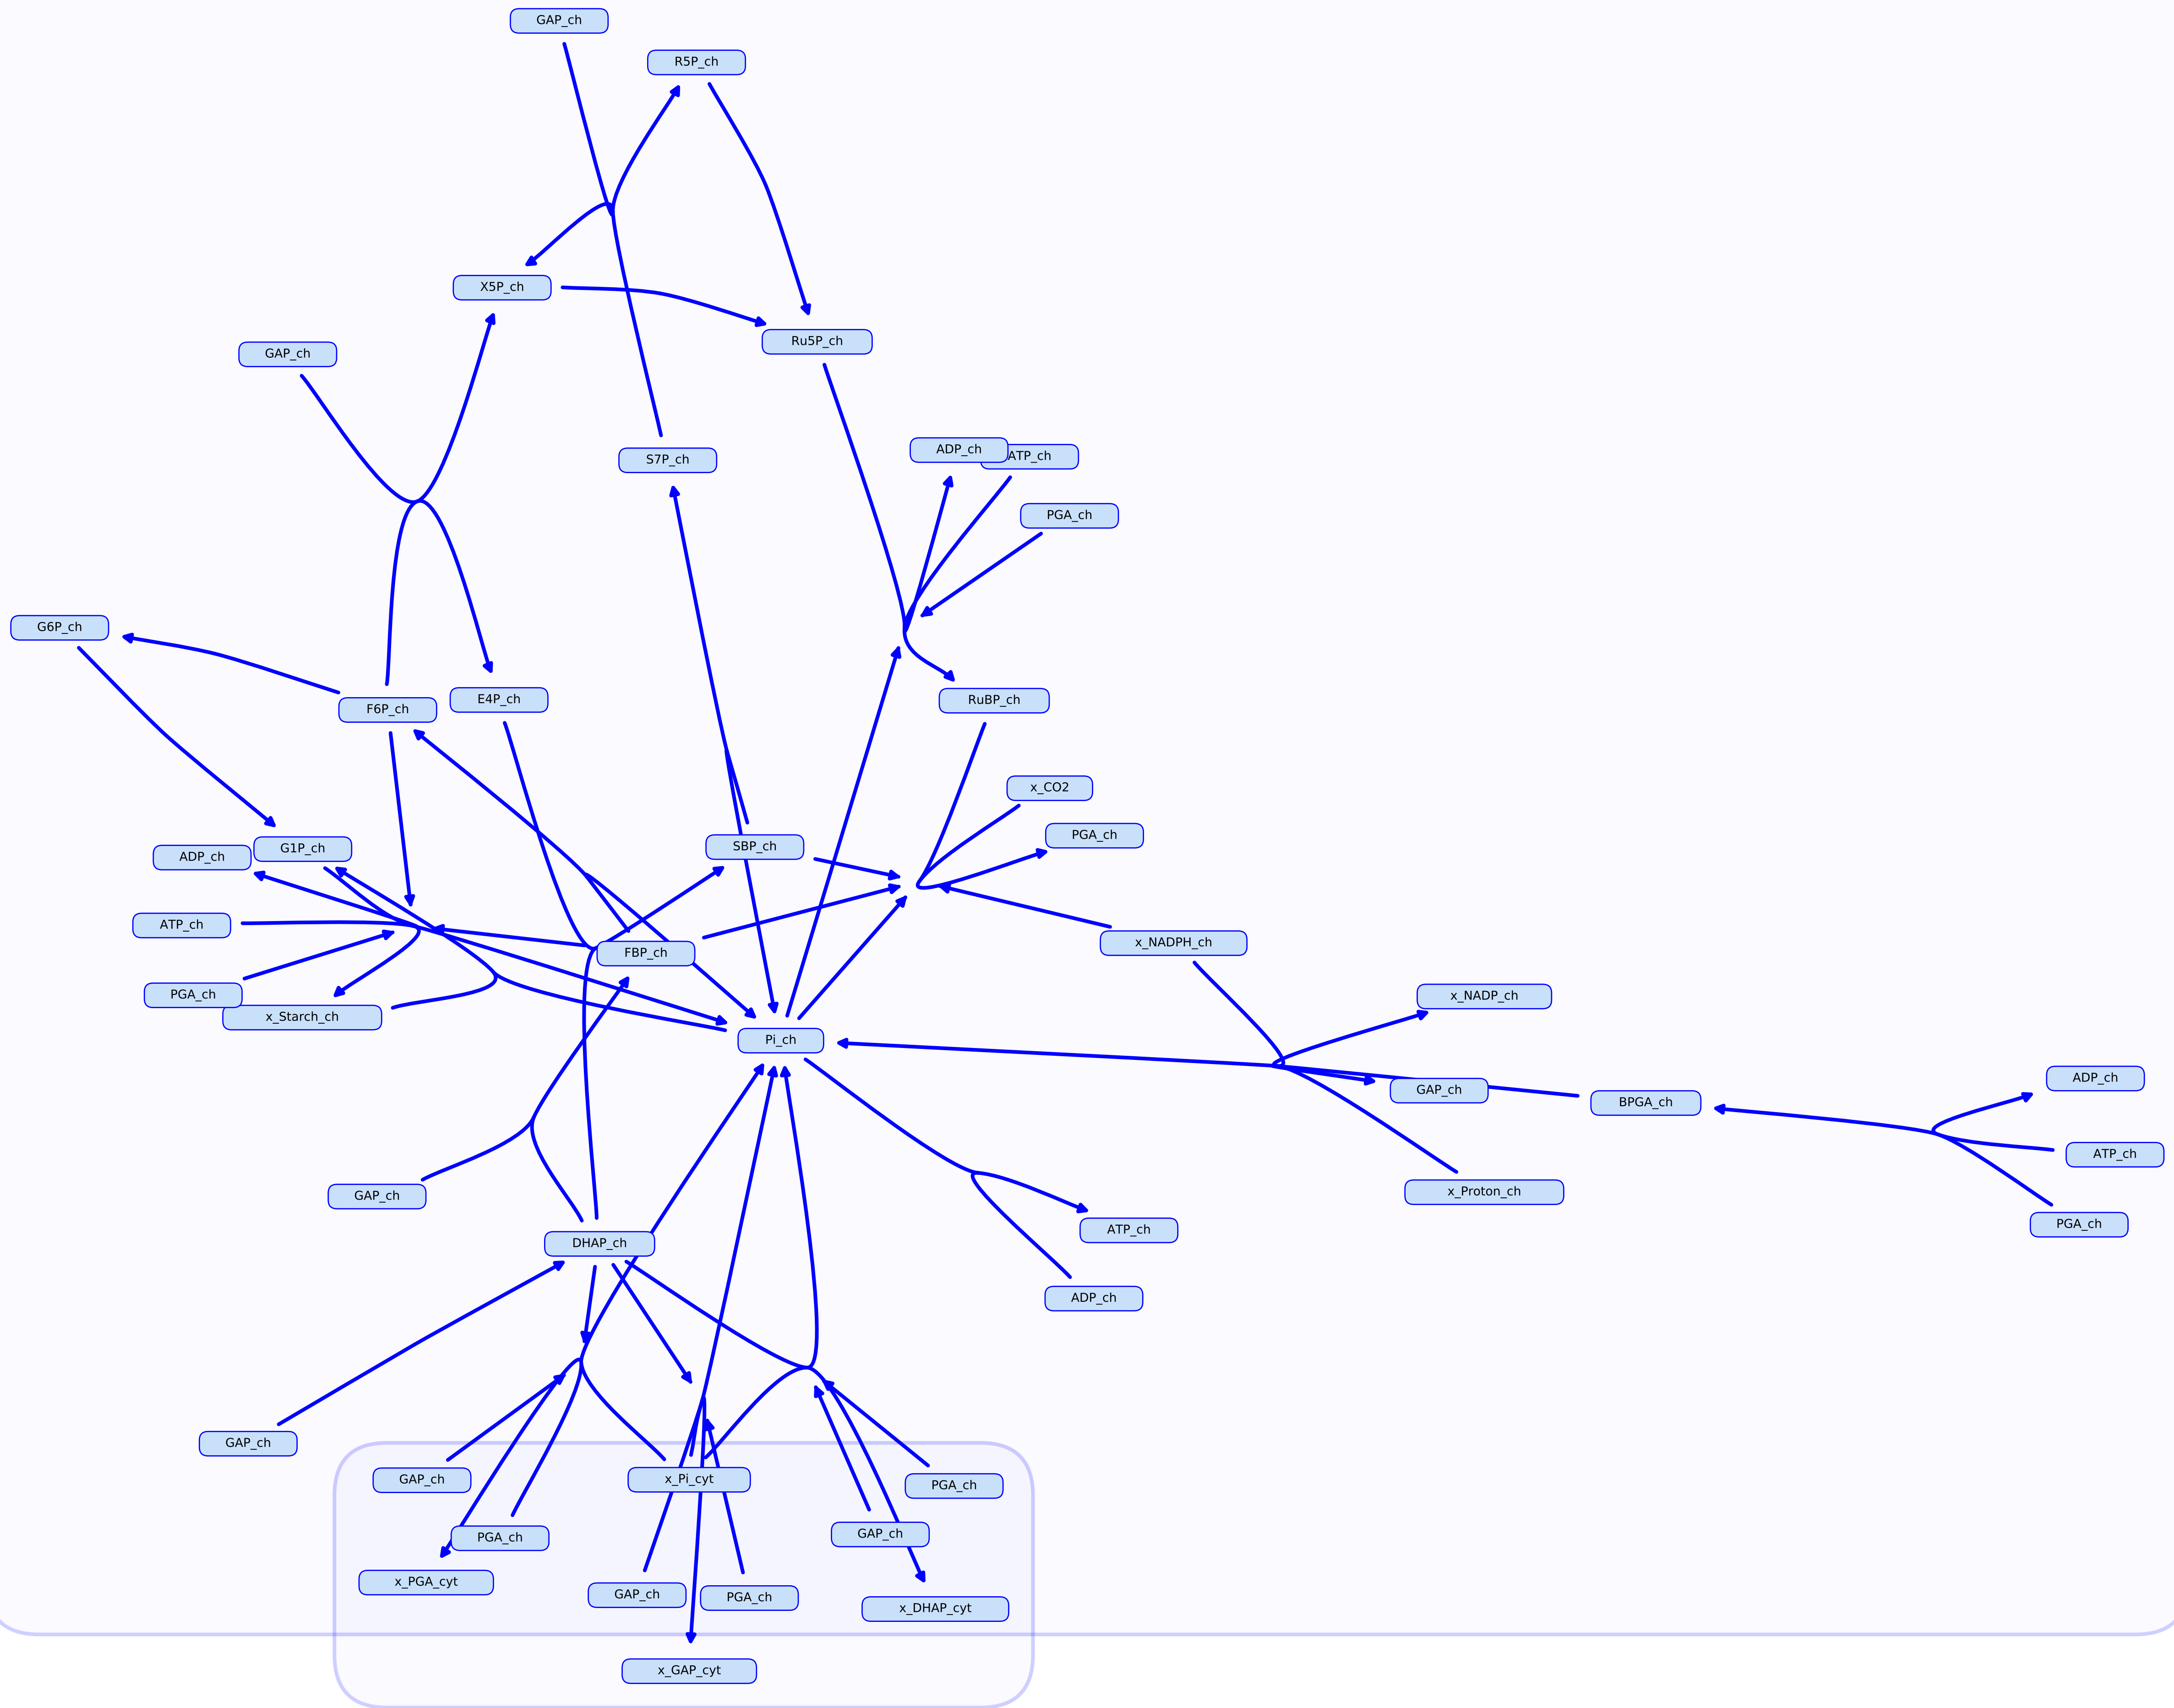 GAP_ch
R5P_ch
X5P_ch
Ru5P_ch
GAP_ch
ADP_ch
ATP_ch
S7P_ch
PGA_ch
G6P_ch
E4P_ch
RuBP_ch
F6P_ch
x_CO2
PGA_ch
SBP_ch
G1P_ch
ADP_ch
ATP_ch
x_NADPH_ch
FBP_ch
PGA_ch
x_NADP_ch
x_Starch_ch
Pi_ch
ADP_ch
GAP_ch
BPGA_ch
ATP_ch
x_Proton_ch
GAP_ch
PGA_ch
ATP_ch
DHAP_ch
ADP_ch
GAP_ch
GAP_ch
x_Pi_cyt
PGA_ch
GAP_ch
PGA_ch
x_PGA_cyt
GAP_ch
PGA_ch
x_DHAP_cyt
x_GAP_cyt